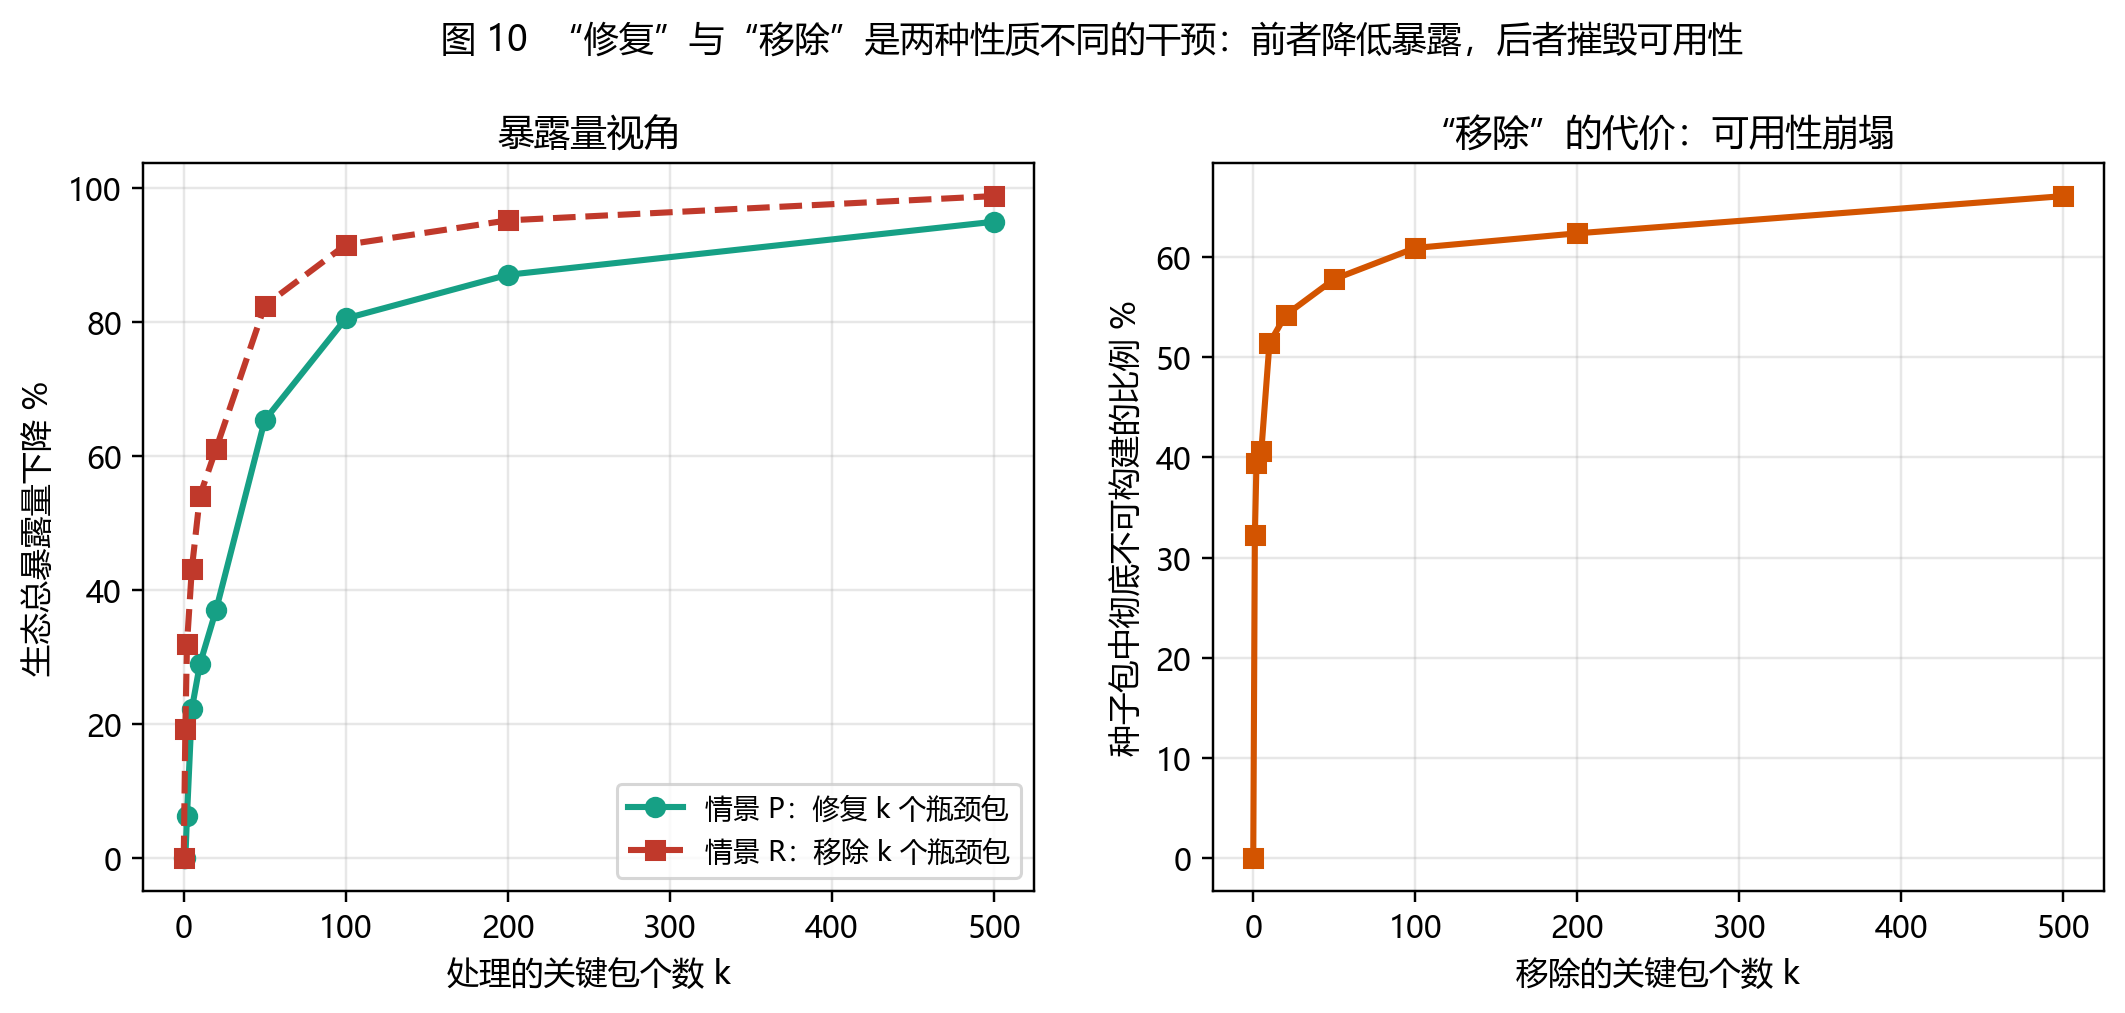 图 10 “修复”与“移除”是两种性质不同的干预：前者降低暴露，后者摧毁可用性
暴露量视角
生态总暴露量下降 %
100
80
60
40
20
0
0 100 200 300 400 500
处理的关键包个数 k
情景 P：修复 k 个瓶颈包
情景 R：移除 k 个瓶颈包
“移除”的代价：可用性崩塌
种子包中彻底不可构建的比例 %
60
50
40
30
20
10
0
0 100 200 300 400 500
移除的关键包个数 k